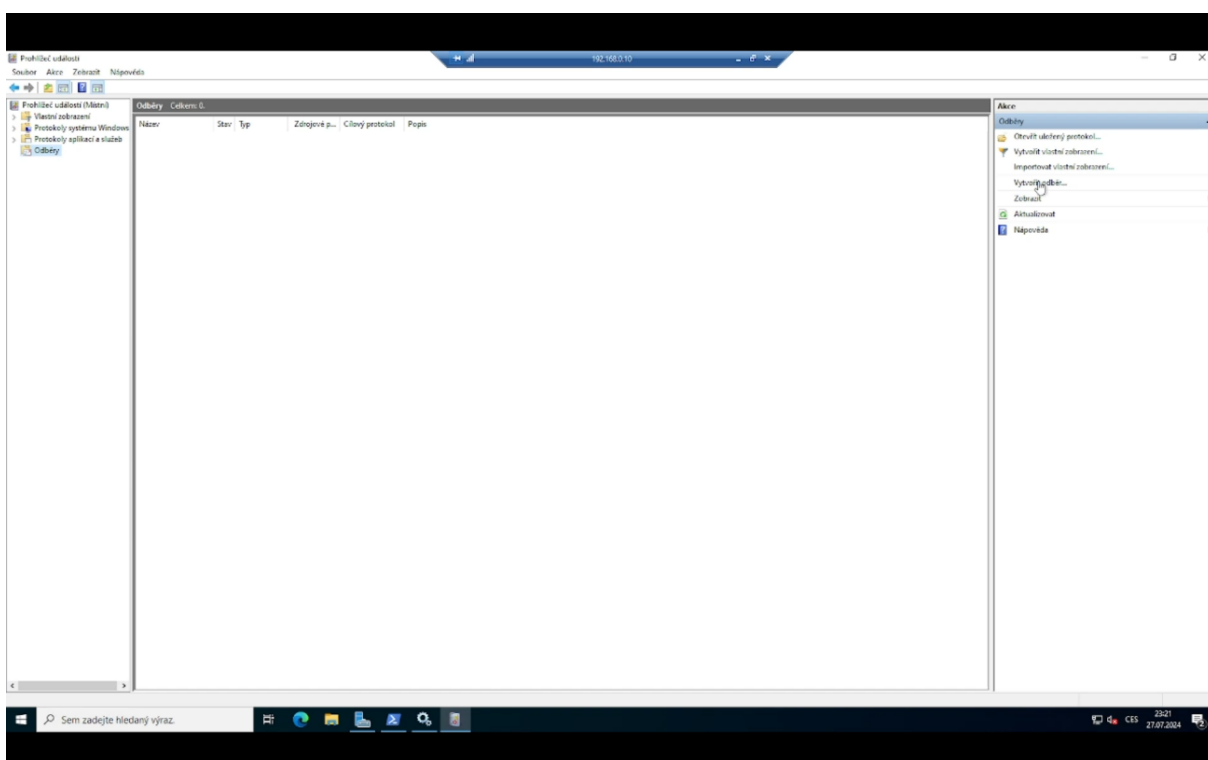 Prohlížeč událostí
192.168.0.10
Soubor Akce Zobrazit Nápověda
Prohlížeč událostí (Místní)
Vlastní zobrazení
Protokoly systému Windows
Protokoly aplikací a služeb
Odběry
Odběry Celkem: 0.
Název Stav Typ Zdrojové p... Cílový protokol Popis
Akce
Odběry
Otevřít uložený protokol...
Vytvořit vlastní zobrazení...
Importovat vlastní zobrazení...
Vytvořit odběr...
Zobrazit
Aktualizovat
Nápověda
Sem zadejte hledaný výraz.
CES
23:21
27.07.2024
2